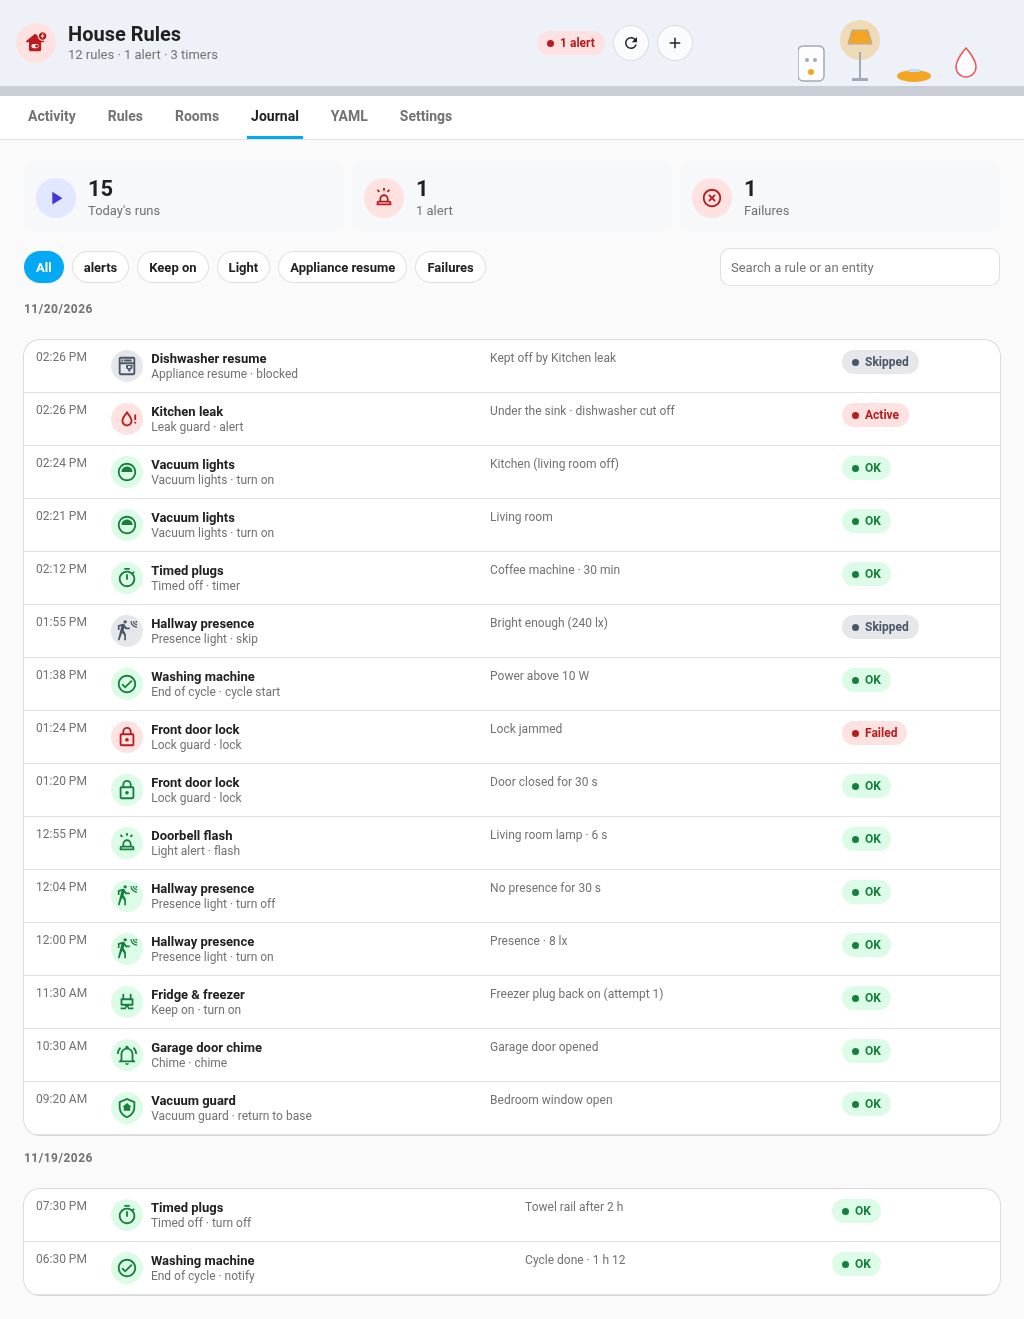 House Rules
12 rules · 1 alert · 3 timers
1 alert
Activity Rules Rooms Journal YAML Settings
15
Today's runs
1
1 alert
1
Failures
All alerts Keep on Light Appliance resume Failures Search a rule or an entity
11/20/2026
02:26 PM Dishwasher resume Kept off by Kitchen leak Skipped
Appliance resume · blocked
02:26 PM Kitchen leak Under the sink · dishwasher cut off Active
Leak guard · alert
02:24 PM Vacuum lights Kitchen (living room off) OK
Vacuum lights · turn on
02:21 PM Vacuum lights Living room OK
Vacuum lights · turn on
02:12 PM Timed plugs Coffee machine · 30 min OK
Timed off · timer
01:55 PM Hallway presence Bright enough (240 lx) Skipped
Presence light · skip
01:38 PM Washing machine Power above 10 W OK
End of cycle · cycle start
01:24 PM Front door lock Lock jammed Failed
Lock guard · lock
01:20 PM Front door lock Door closed for 30 s OK
Lock guard · lock
12:55 PM Doorbell flash Living room lamp · 6 s OK
Light alert · flash
12:04 PM Hallway presence No presence for 30 s OK
Presence light · turn off
12:00 PM Hallway presence Presence · 8 lx OK
Presence light · turn on
11:30 AM Fridge & freezer Freezer plug back on (attempt 1) OK
Keep on · turn on
10:30 AM Garage door chime Garage door opened OK
Chime · chime
09:20 AM Vacuum guard Bedroom window open OK
Vacuum guard · return to base
11/19/2026
07:30 PM Timed plugs Towel rail after 2 h OK
Timed off · turn off
06:30 PM Washing machine Cycle done · 1 h 12 OK
End of cycle · notify